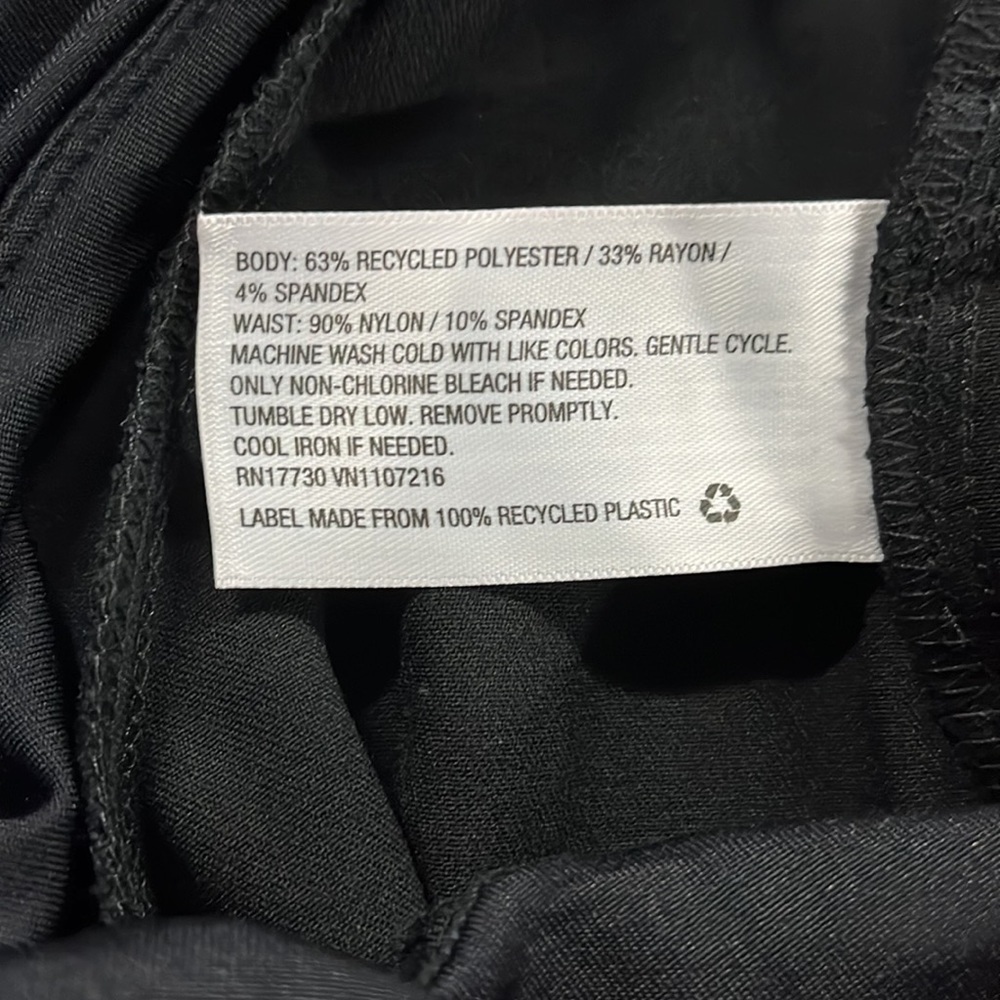 BODY: 63% RECYCLED POLYESTER / 33% RAYON /
4% SPANDEX
WAIST: 90% NYLON / 10% SPANDEX
MACHINE WASH COLD WITH LIKE COLORS. GENTLE CYCLE.
ONLY NON-CHLORINE BLEACH IF NEEDED.
TUMBLE DRY LOW. REMOVE PROMPTLY.
COOL IRON IF NEEDED.
RN17730 VN1107216
LABEL MADE FROM 100% RECYCLED PLASTIC